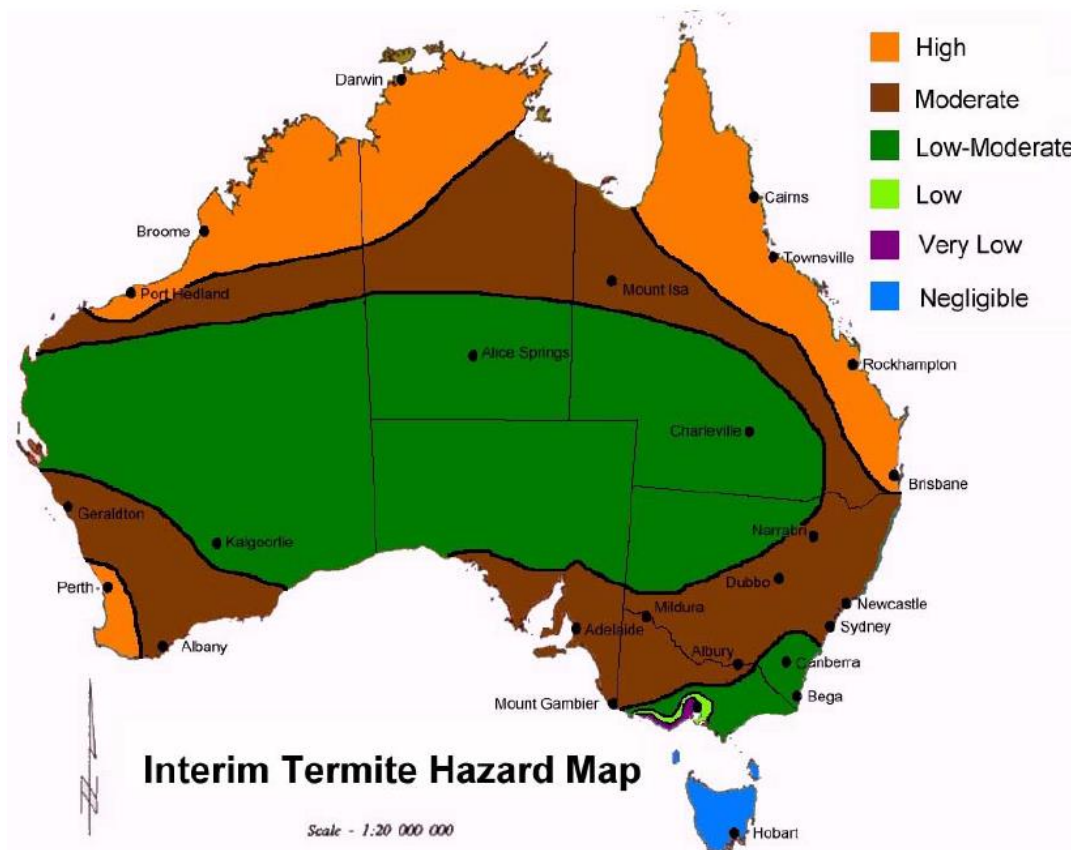 High
Moderate
Low-Moderate
Low
Very Low
Negligible
Darwin
Cairns
Broome
Townsville
Port Hedland
Mount Isa
Alice Springs
Rockhampton
Charleville
Brisbane
Geraldton
Kalgoorlie
Narrabri
Perth
Dubbo
Newcastle
Mildura
Sydney
Adelaide
Albany
Albury
Canberra
Mount Gambier
Bega
Interim Termite Hazard Map
Scale - 1:20 000 000
Hobart